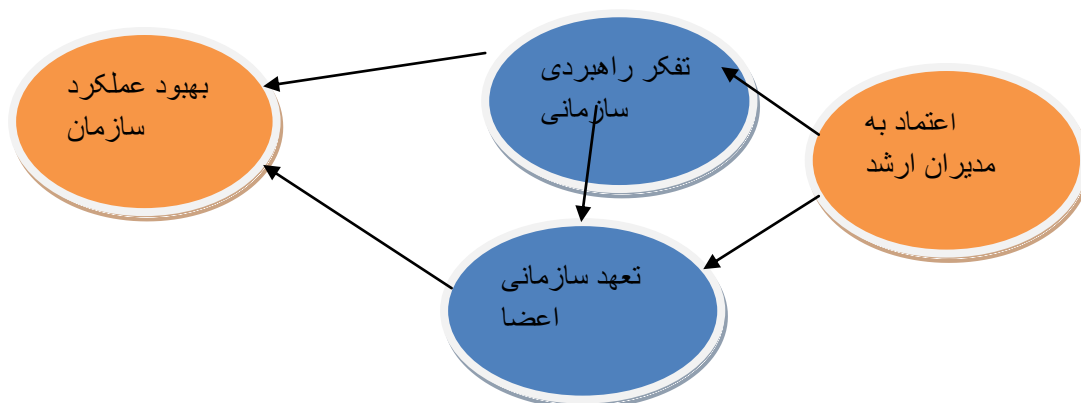 اعتماد به
مدیران ارشد
تفکر راهبردی
سازمانی
تعهد سازمانی
اعضا
بهبود عملکرد
سازمان